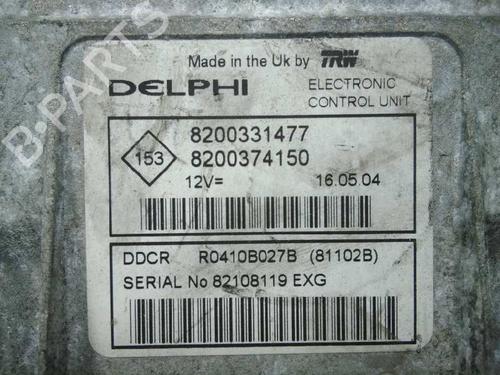 Made in the Uk by TRW
DELPHI
ELECTRONIC
CONTROL UNIT
153
8200331477
8200374150
12V=
16.05.04
DDCR R0410B027B (81102B)
SERIAL No 82108119 EXG
B-PARTS